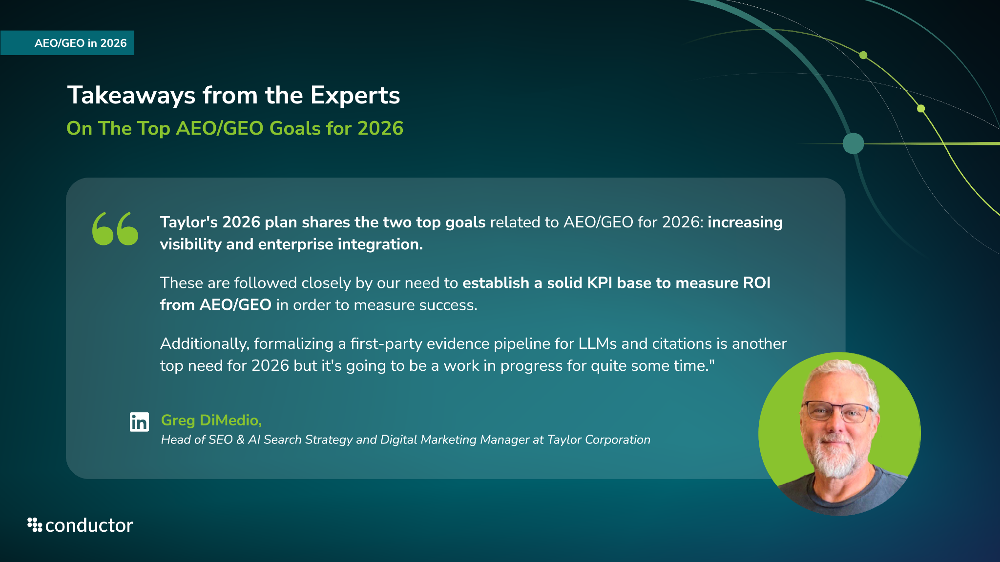 AEO/GEO in 2026
Takeaways from the Experts
On The Top AEO/GEO Goals for 2026
Taylor's 2026 plan shares the two top goals related to AEO/GEO for 2026: increasing
visibility and enterprise integration.
These are followed closely by our need to establish a solid KPI base to measure ROI
from AEO/GEO in order to measure success.
Additionally, formalizing a first-party evidence pipeline for LLMs and citations is another
top need for 2026 but it's going to be a work in progress for quite some time."
in Greg DiMedio,
Head of SEO & AI Search Strategy and Digital Marketing Manager at Taylor Corporation
conductor